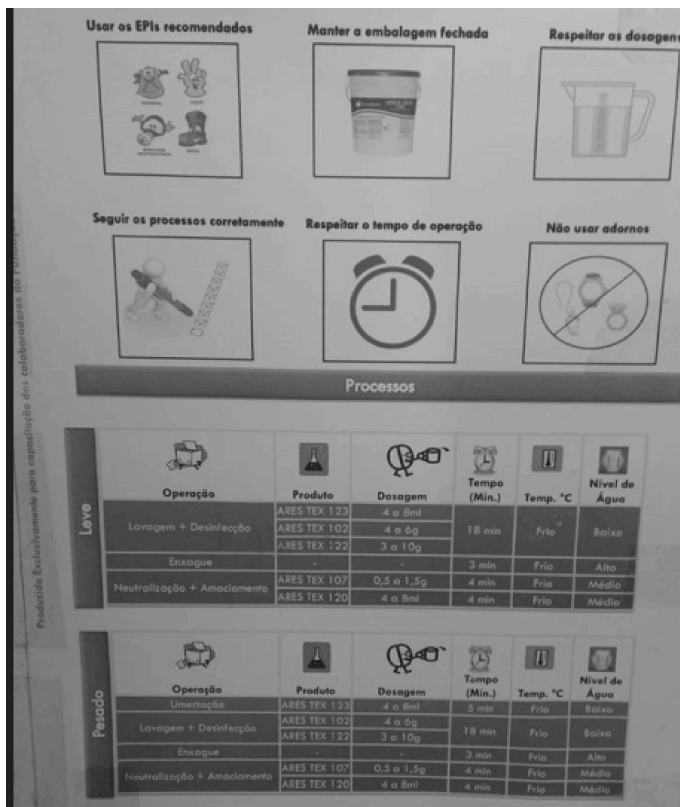 Usar os EPIs recomendados
Manter a embalagem fechada
Respeitar as dosagens
ARES TEX
Seguir os processos corretamente
Respeitar o tempo de operação
Não usar adornos
Produzido Exclusivamente para capacitação dos colaboradores da
Processos
Leve
Operação Produto Dosagem Tempo (Min.) Temp. °C Nível de Água
Lavagem + Desinfecção ARES TEX 123 4 a 8ml 18 min Frio Baixo
ARES TEX 102 4 a 6g
ARES TEX 122 3 a 10g
Enxague - - 3 min Frio Alto
Neutralização + Amaciamento ARES TEX 107 0,5 a 1,5g 4 min Frio Médio
ARES TEX 120 4 a 8ml 4 min Frio Médio
Pesado
Operação Produto Dosagem Tempo (Min.) Temp. °C Nível de Água
Umectação ARES TEX 123 4 a 8ml 5 min Frio Baixo
Lavagem + Desinfecção ARES TEX 102 4 a 6g 18 min Frio Baixo
ARES TEX 122 3 a 10g
Enxague - - 3 min Frio Alto
Neutralização + Amaciamento ARES TEX 107 0,5 a 1,5g 4 min Frio Médio
ARES TEX 120 4 a 8ml 4 min Frio Médio